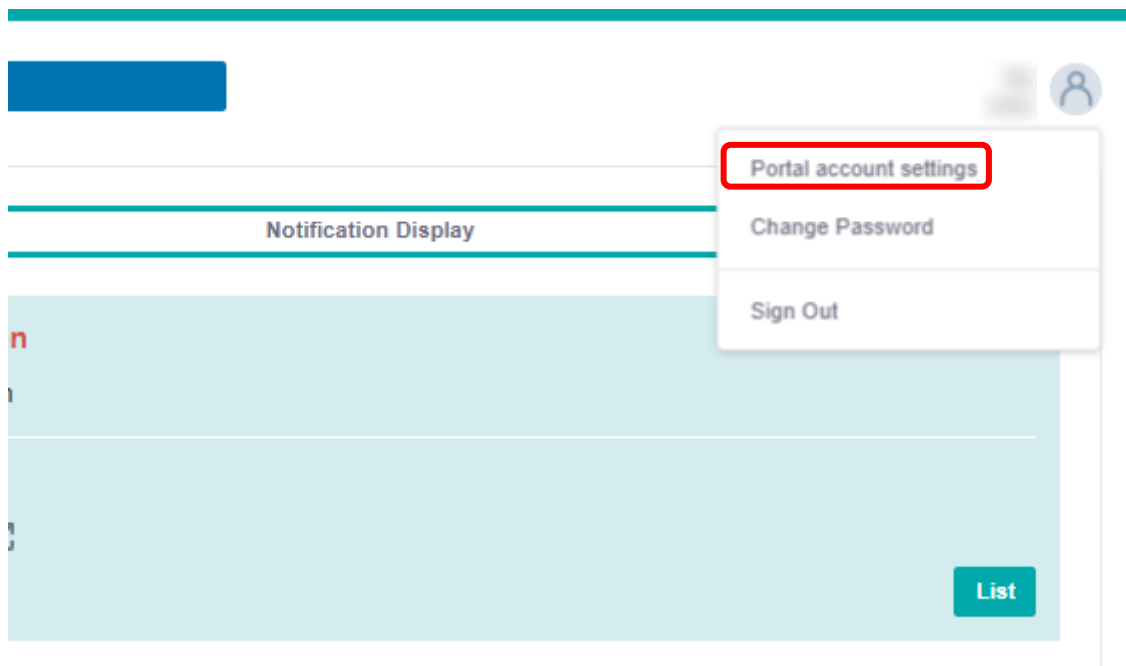 Portal account settings
Notification Display
Change Password
Sign Out
n
List